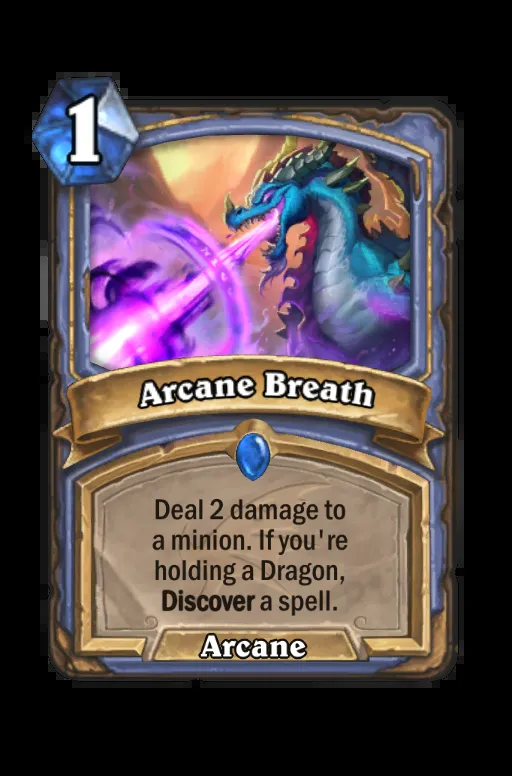 1
Arcane Breath
Deal 2 damage to
a minion. If you're
holding a Dragon,
Discover a spell.
Arcane